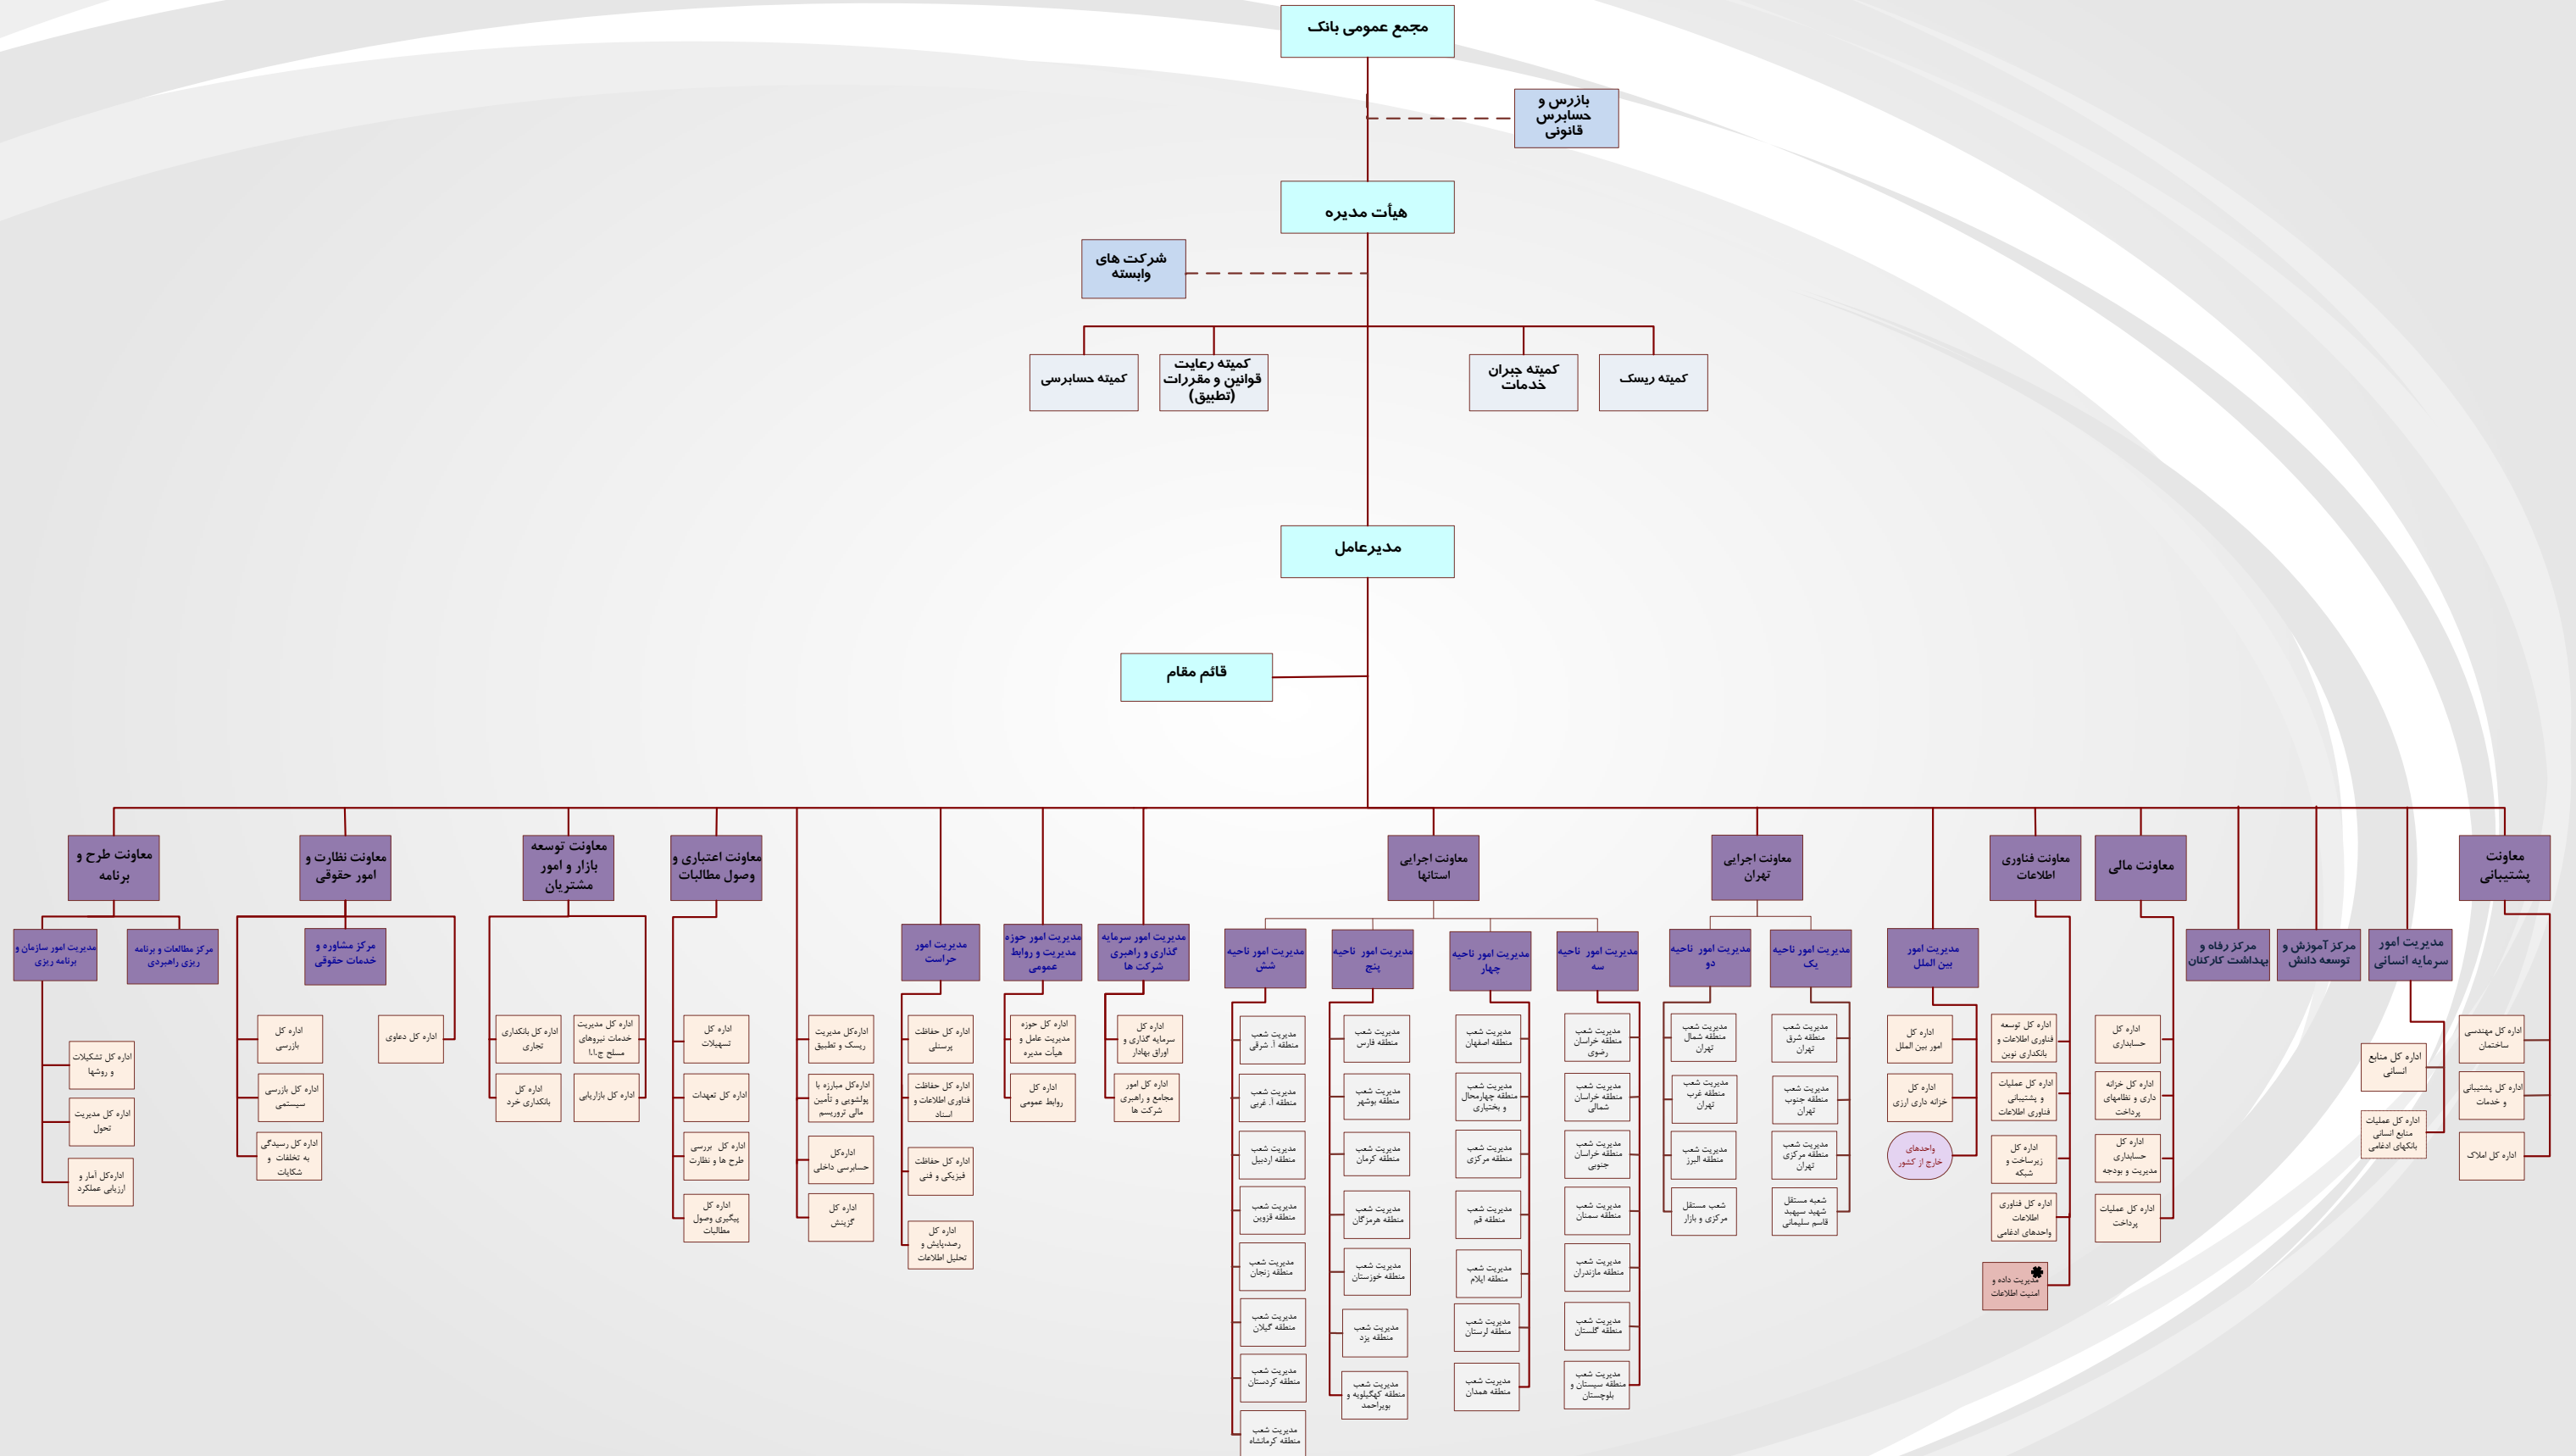 مجمع عمومی بانک
بازرس و
حسابرس
قانونی
هیأت مدیره
شرکت های
وابسته
کمیته ریسک
کمیته جبران
خدمات
کمیته رعایت
قوانین و مقررات
(تطبیق)
کمیته حسابرسی
مدیرعامل
قائم مقام
معاونت
پشتیبانی
اداره کل مهندسی
ساختمان
اداره کل پشتیبانی
و خدمات
اداره کل املاک
مدیریت امور
سرمایه انسانی
اداره کل منابع
انسانی
اداره کل عملیات
منابع انسانی
بانکهای ادغامی
مرکز آموزش و
توسعه دانش
مرکز رفاه و
بهداشت کارکنان
معاونت مالی
اداره کل
حسابداری
اداره کل خزانه
داری و نظامهای
پرداخت
اداره کل
حسابداری
مدیریت و بودجه
اداره کل عملیات
پرداخت
معاونت فناوری
اطلاعات
اداره کل توسعه
فناوری اطلاعات و
بانکداری نوین
اداره کل عملیات
و پشتیبانی
فناوری اطلاعات
اداره کل
زیرساخت و
شبکه
اداره کل فناوری
اطلاعات
واحدهای ادغامی
مدیریت داده و
امنیت اطلاعات
مدیریت امور
بین الملل
اداره کل
امور بین الملل
اداره کل
خزانه داری ارزی
واحدهای
خارج از کشور
معاونت اجرایی
تهران
مدیریت امور ناحیه
یک
مدیریت شعب
منطقه شرق
تهران
مدیریت شعب
منطقه جنوب
تهران
مدیریت شعب
منطقه مرکزی
تهران
شعبه مستقل
شهید سپهبد
قاسم سلیمانی
مدیریت امور ناحیه
دو
مدیریت شعب
منطقه شمال
تهران
مدیریت شعب
منطقه غرب
تهران
مدیریت شعب
منطقه البرز
شعب مستقل
مرکزی و بازار
معاونت اجرایی
استانها
مدیریت امور ناحیه
سه
مدیریت شعب
منطقه خراسان
رضوی
مدیریت شعب
منطقه خراسان
شمالی
مدیریت شعب
منطقه خراسان
جنوبی
مدیریت شعب
منطقه سمنان
مدیریت شعب
منطقه مازندران
مدیریت شعب
منطقه گلستان
مدیریت شعب
منطقه سیستان و
بلوچستان
مدیریت امور ناحیه
چهار
مدیریت شعب
منطقه اصفهان
مدیریت شعب
منطقه چهارمحال
و بختیاری
مدیریت شعب
منطقه مرکزی
مدیریت شعب
منطقه قم
مدیریت شعب
منطقه ایلام
مدیریت شعب
منطقه لرستان
مدیریت شعب
منطقه همدان
مدیریت امور ناحیه
پنج
مدیریت شعب
منطقه فارس
مدیریت شعب
منطقه بوشهر
مدیریت شعب
منطقه کرمان
مدیریت شعب
منطقه هرمزگان
مدیریت شعب
منطقه خوزستان
مدیریت شعب
منطقه یزد
مدیریت شعب
منطقه کهگیلویه و
بویراحمد
مدیریت امور ناحیه
شش
مدیریت شعب
منطقه آ. شرقی
مدیریت شعب
منطقه آ. غربی
مدیریت شعب
منطقه اردبیل
مدیریت شعب
منطقه قزوین
مدیریت شعب
منطقه زنجان
مدیریت شعب
منطقه گیلان
مدیریت شعب
منطقه کردستان
مدیریت شعب
منطقه کرمانشاه
مدیریت امور سرمایه
گذاری و راهبری
شرکت ها
اداره کل
سرمایه گذاری و
اوراق بهادار
اداره کل امور
مجامع و راهبری
شرکت ها
مدیریت امور حوزه
مدیریت و روابط
عمومی
اداره کل حوزه
مدیریت عامل و
هیأت مدیره
اداره کل
روابط عمومی
مدیریت امور
حراست
اداره کل حفاظت
پرسنلی
اداره کل حفاظت
فناوری اطلاعات و
اسناد
اداره کل حفاظت
فیزیکی و فنی
اداره کل
رصد،پایش و
تحلیل اطلاعات
اداره‌کل مدیریت
ریسک و تطبیق
اداره‌کل مبارزه با
پولشویی و تأمین
مالی تروریسم
اداره‌کل
حسابرسی داخلی
اداره کل
گزینش
معاونت اعتباری و
وصول مطالبات
اداره کل
تسهیلات
اداره کل تعهدات
اداره کل بررسی
طرح ها و نظارت
اداره کل
پیگیری وصول
مطالبات
معاونت توسعه
بازار و امور
مشتریان
اداره کل مدیریت
خدمات نیروهای
مسلح ج.ا.ا
اداره کل بازاریابی
اداره کل بانکداری
تجاری
اداره کل
بانکداری خرد
معاونت نظارت و
امور حقوقی
مرکز مشاوره و
خدمات حقوقی
اداره کل دعاوی
اداره کل
بازرسی
اداره کل بازرسی
سیستمی
اداره کل رسیدگی
به تخلفات و
شکایات
معاونت طرح و
برنامه
مرکز مطالعات و برنامه
ریزی راهبردی
مدیریت امور سازمان و
برنامه ریزی
اداره کل تشکیلات
و روشها
اداره کل مدیریت
تحول
اداره‌کل آمار و
ارزیابی عملکرد